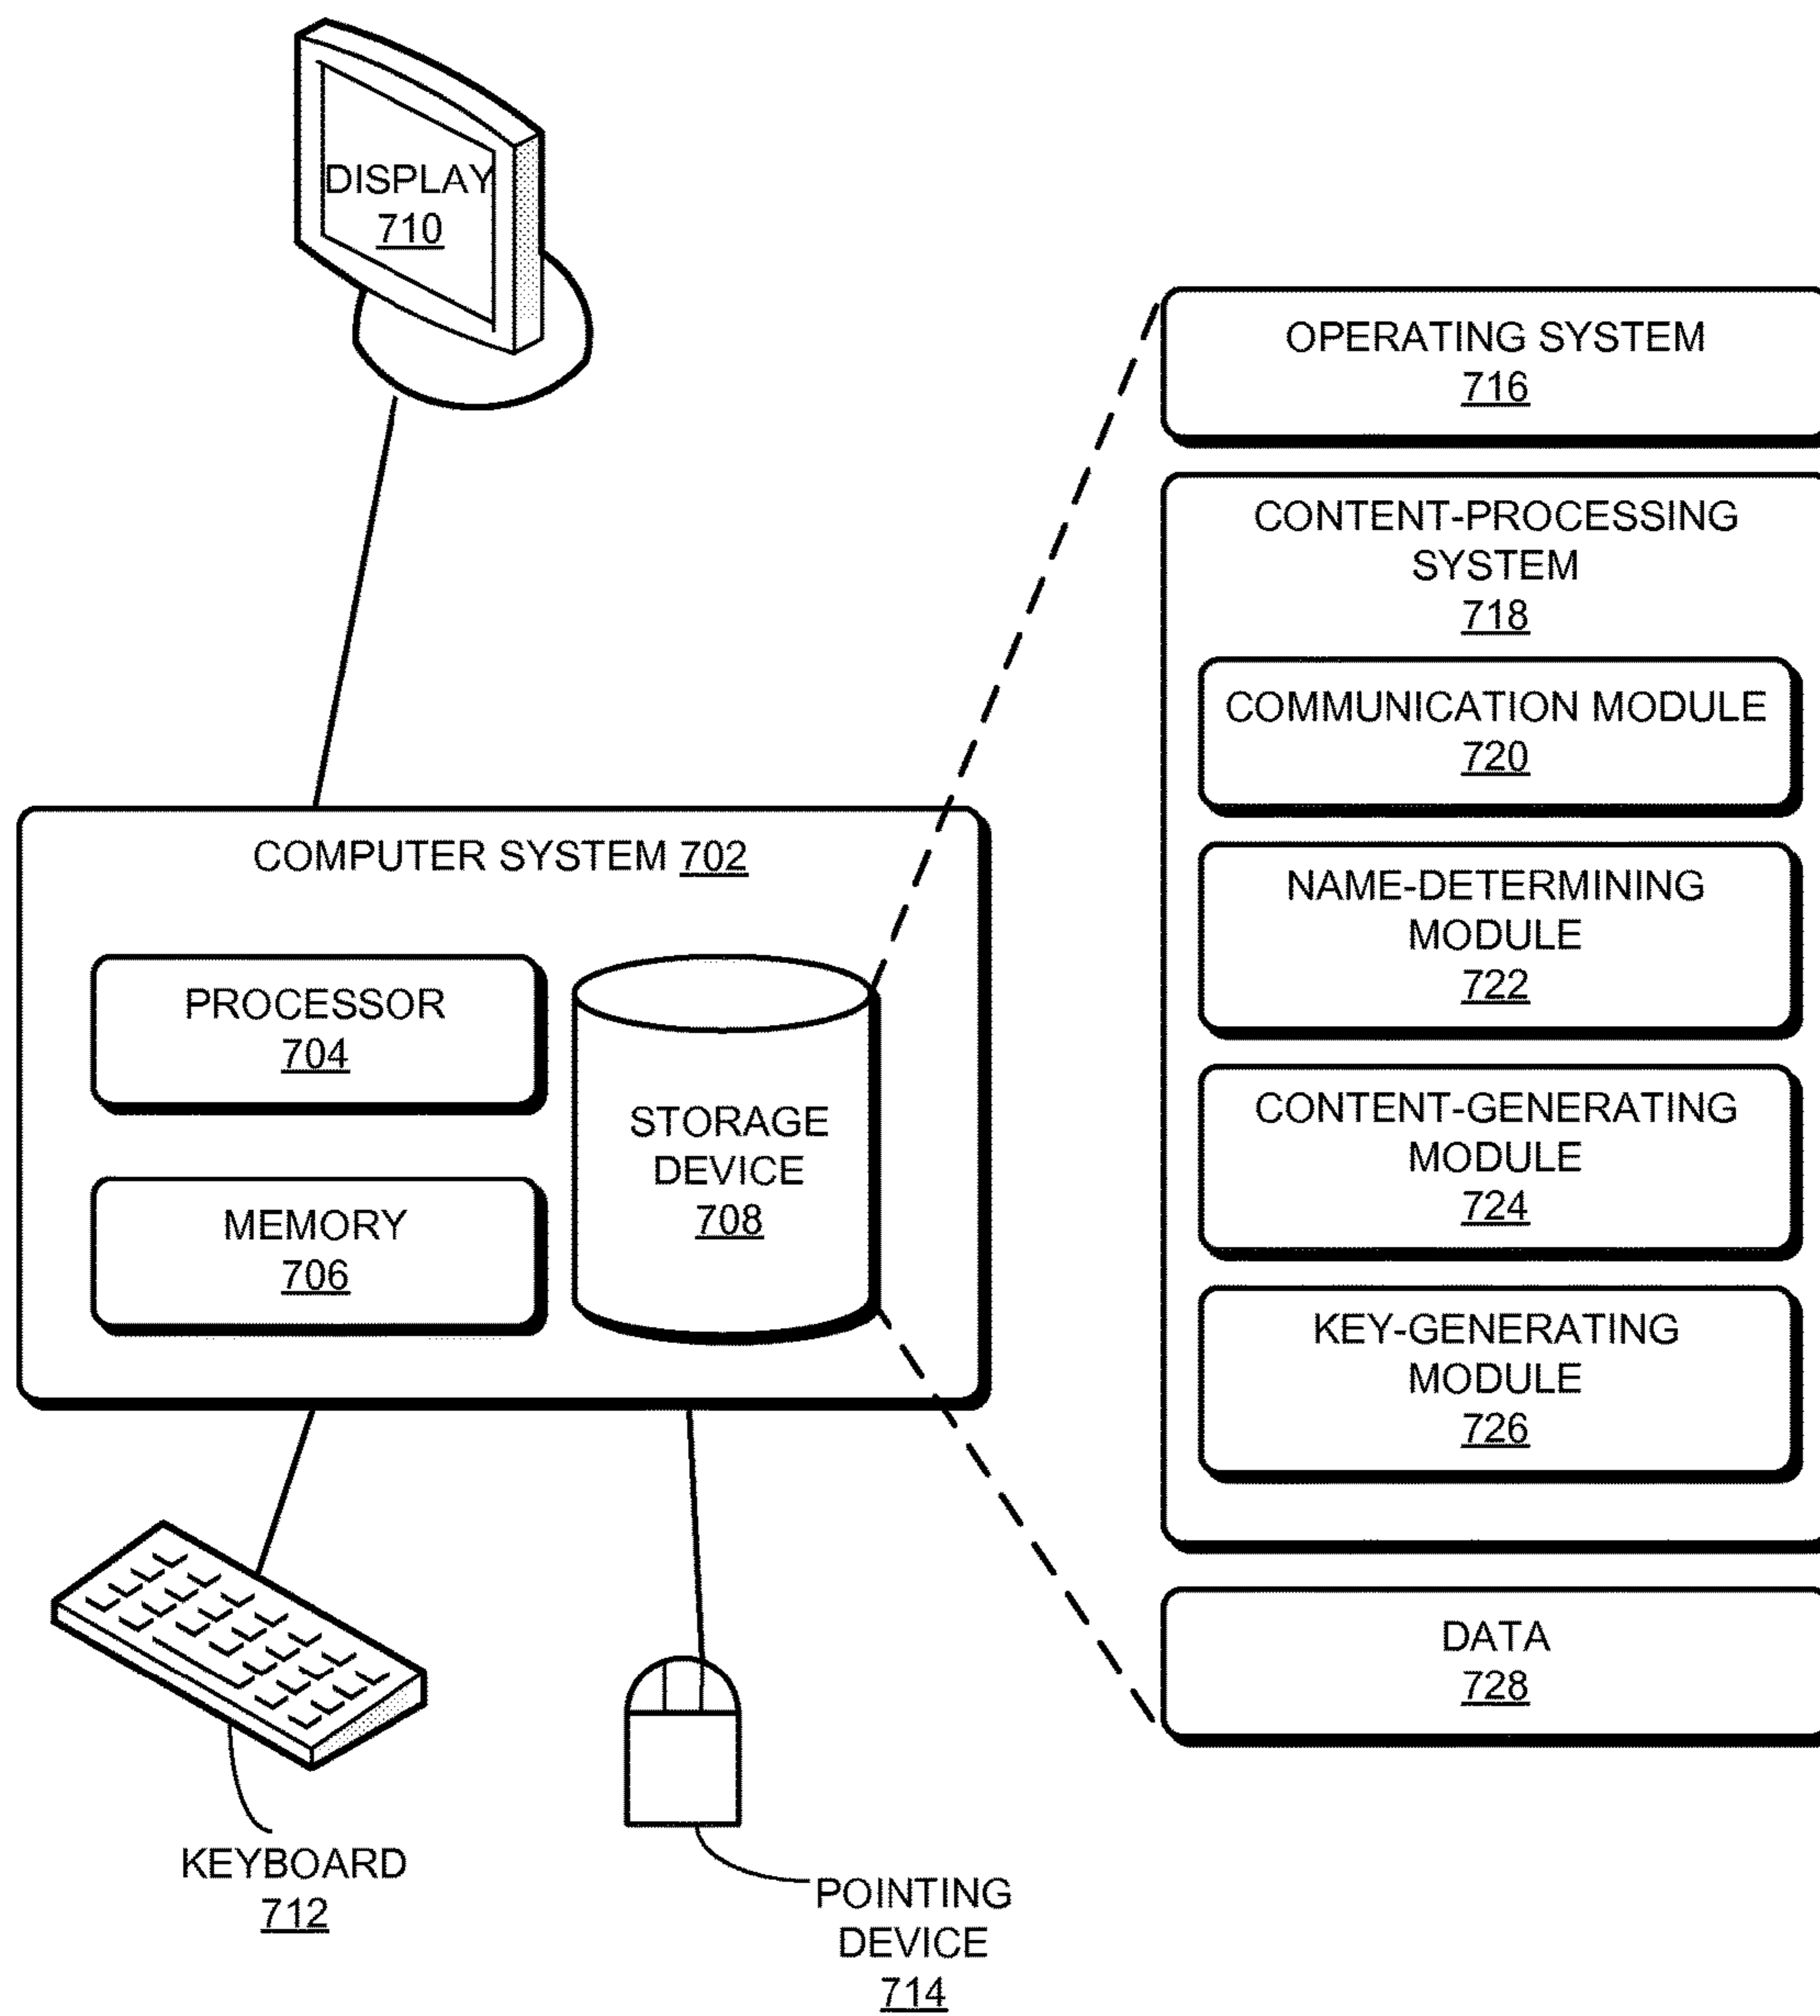 DISPLAY
710
COMPUTER SYSTEM 702
PROCESSOR
704
MEMORY
706
STORAGE
DEVICE
708
KEYBOARD
712
POINTING
DEVICE
714
OPERATING SYSTEM
716
CONTENT-PROCESSING
SYSTEM
718
COMMUNICATION MODULE
720
NAME-DETERMINING
MODULE
722
CONTENT-GENERATING
MODULE
724
KEY-GENERATING
MODULE
726
DATA
728